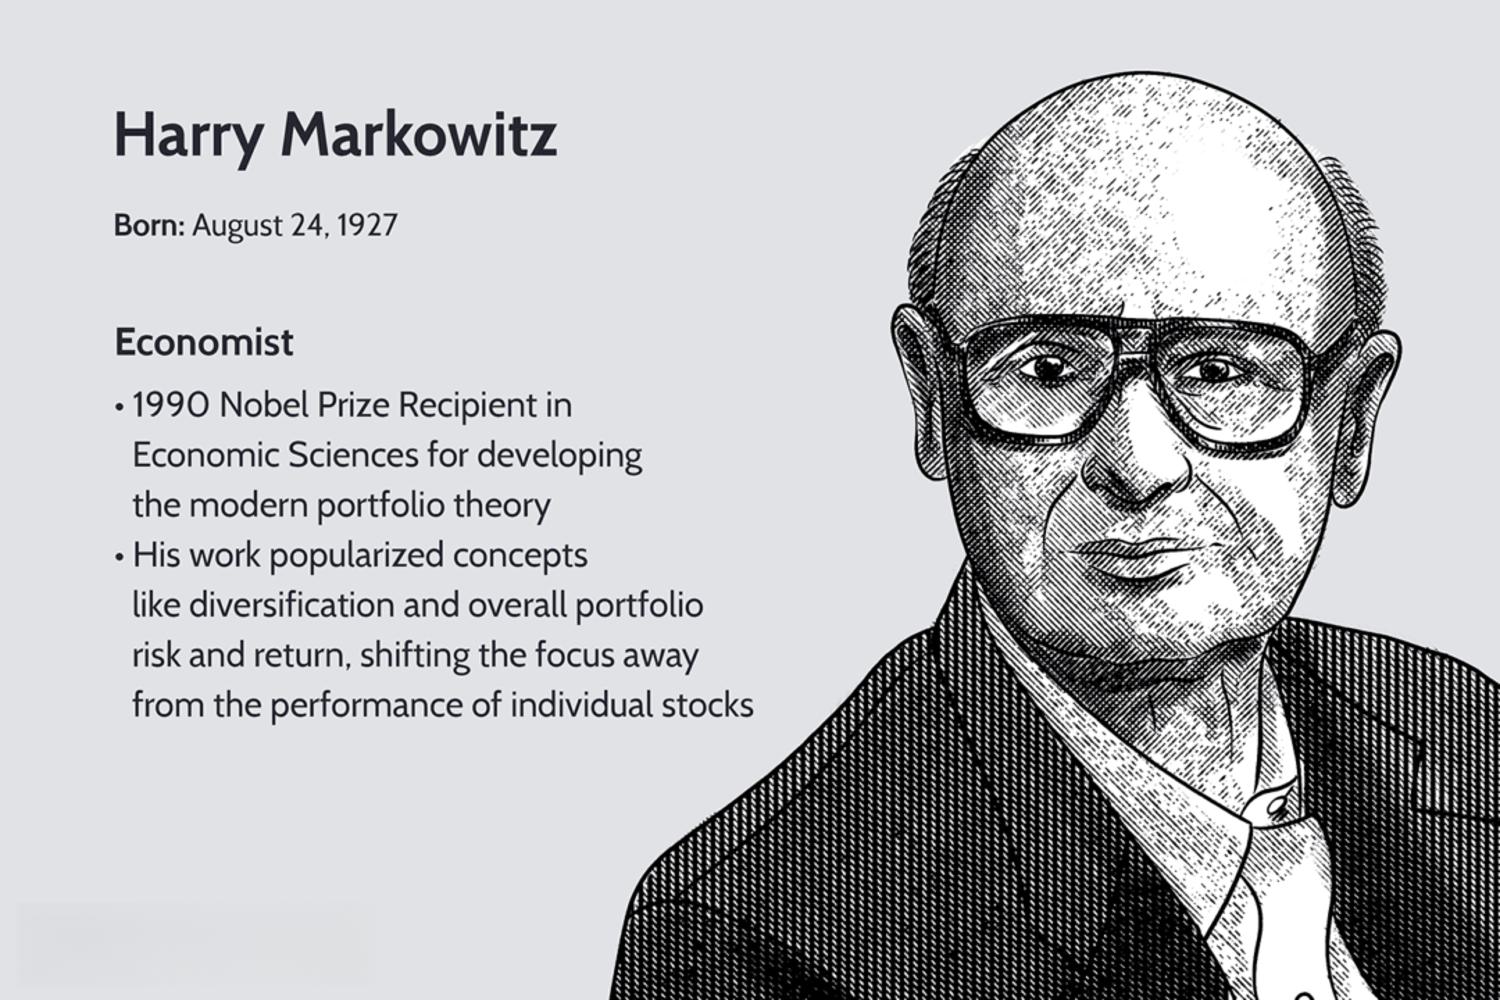 Harry Markowitz
Born: August 24, 1927
Economist
• 1990 Nobel Prize Recipient in
Economic Sciences for developing
the modern portfolio theory
• His work popularized concepts
like diversification and overall portfolio
risk and return, shifting the focus away
from the performance of individual stocks